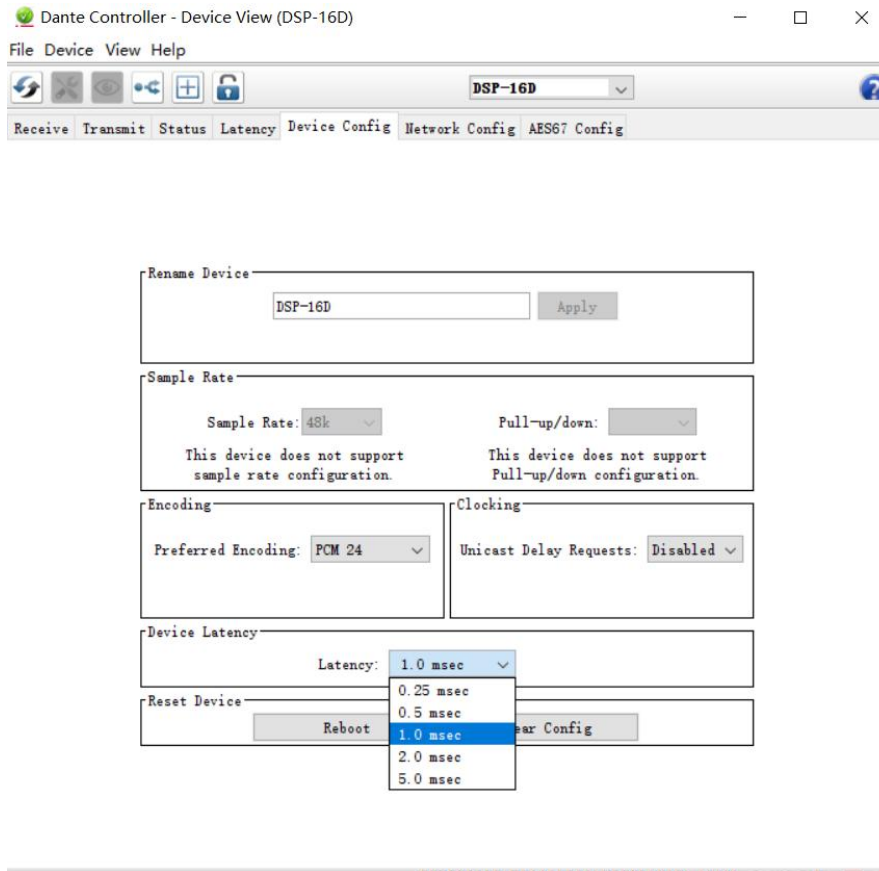 Dante Controller - Device View (DSP-16D)
File Device View Help
DSP-16D
?
Receive Transmit Status Latency Device Config Network Config AES67 Config
Rename Device
DSP-16D Apply
Sample Rate
Sample Rate: 48k Pull-up/down:
This device does not support This device does not support
sample rate configuration. Pull-up/down configuration.
Encoding Clocking
Preferred Encoding: PCM 24 Unicast Delay Requests: Disabled
Device Latency
Latency: 1.0 msec
0.25 msec
Reset Device
0.5 msec
Reboot 1.0 msec ear Config
2.0 msec
5.0 msec